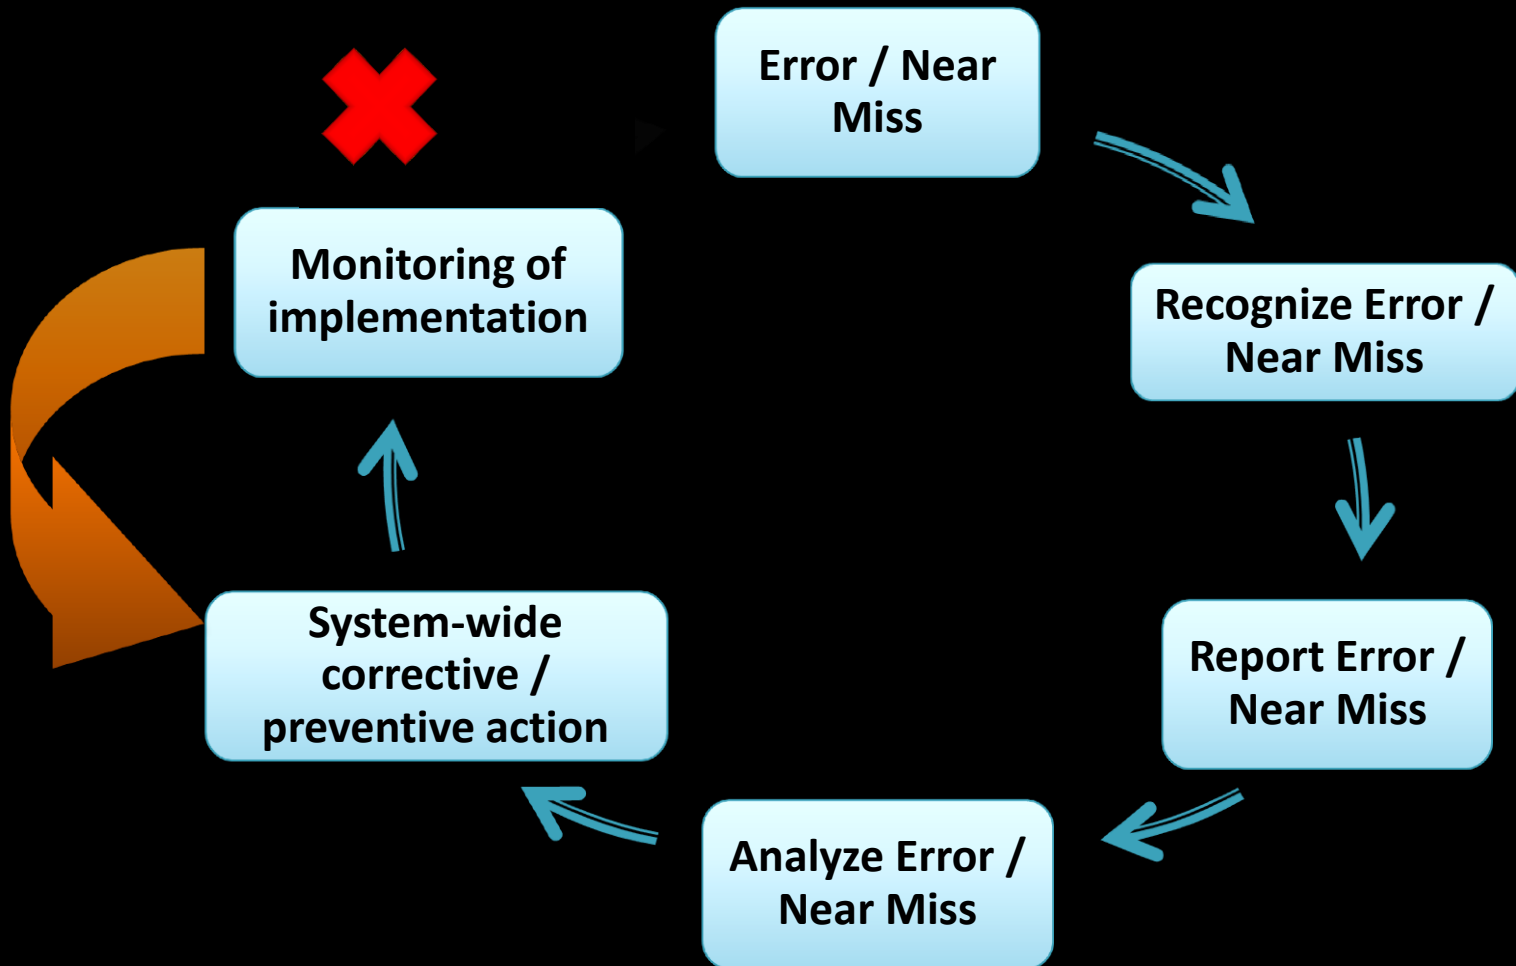 Error / Near
Miss
Recognize Error /
Near Miss
Report Error /
Near Miss
Analyze Error /
Near Miss
System-wide
corrective /
preventive action
Monitoring of
implementation